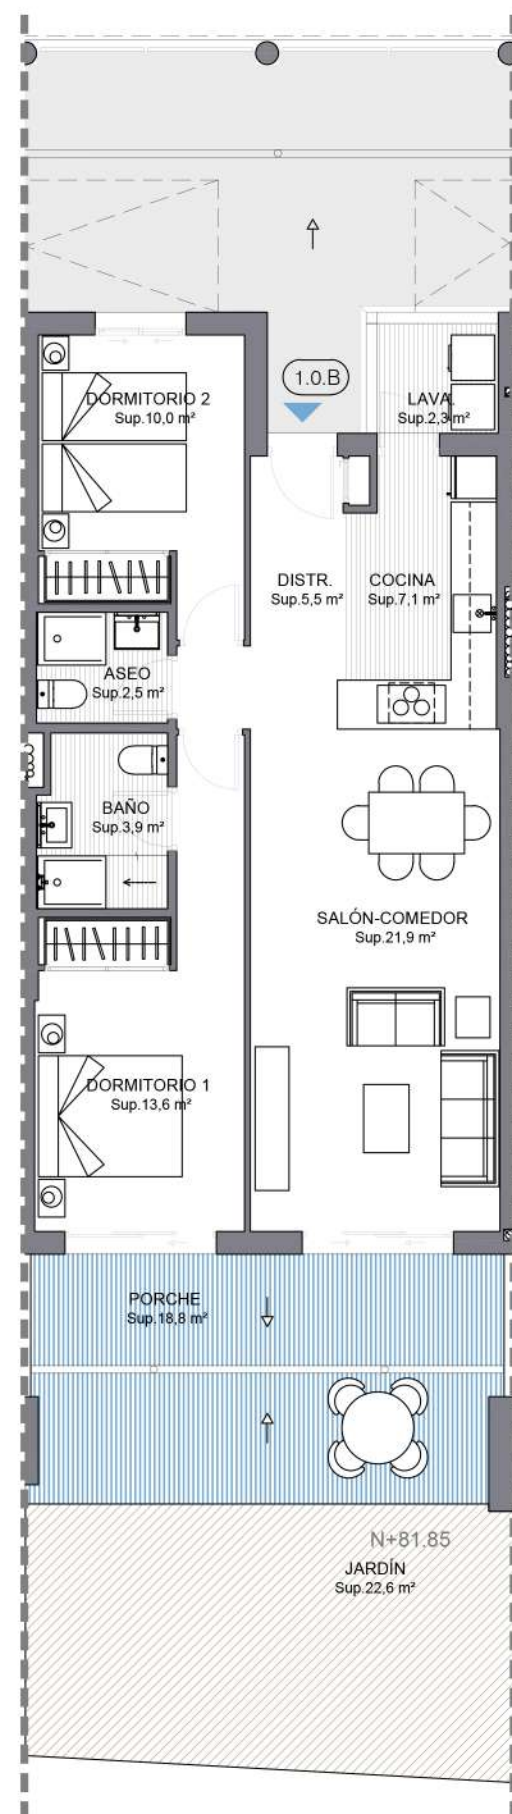 1.0.B
DORMITORIO 2
Sup.10,0 m²
LAVA.
Sup.2,3 m²
DISTR.
Sup.5,5 m²
COCINA
Sup.7,1 m²
ASEO
Sup.2,5 m²
BAÑO
Sup.3,9 m²
SALÓN-COMEDOR
Sup.21,9 m²
DORMITORIO 1
Sup.13,6 m²
PORCHE
Sup.18,8 m²
N+81.85
JARDÍN
Sup.22,6 m²